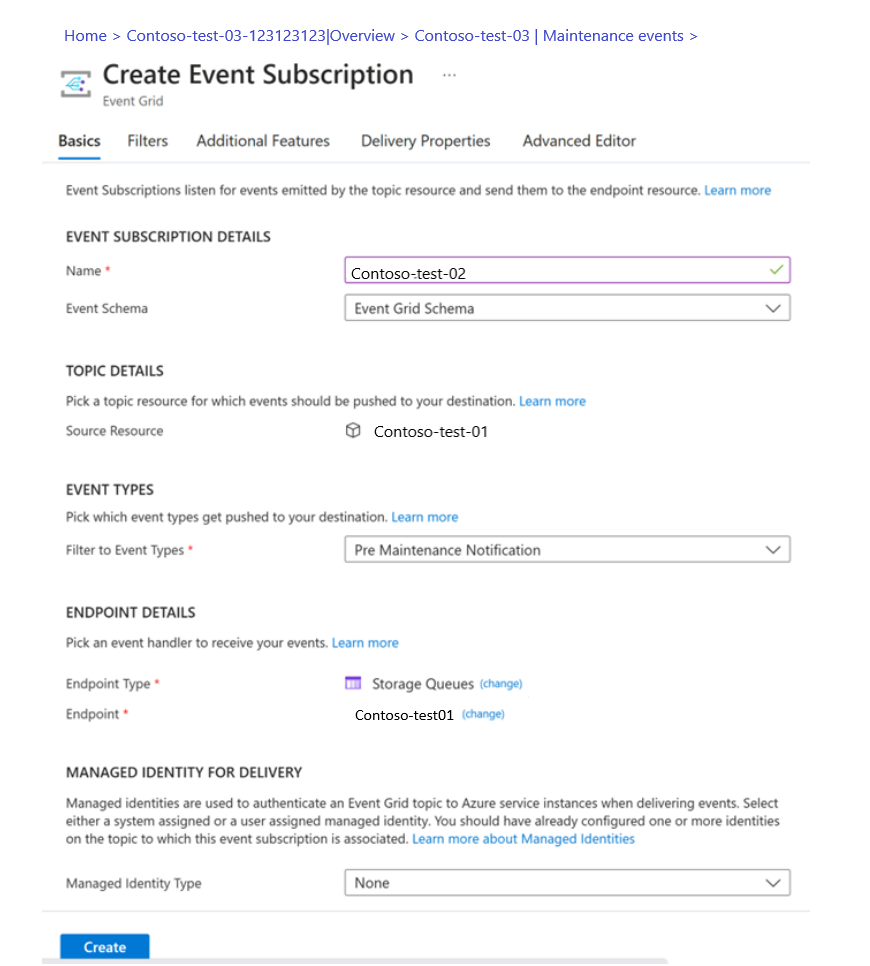 Home > Contoso-test-03-123123123|Overview > Contoso-test-03 | Maintenance events >
Create Event Subscription ...
Event Grid
Basics Filters Additional Features Delivery Properties Advanced Editor
Event Subscriptions listen for events emitted by the topic resource and send them to the endpoint resource. Learn more
EVENT SUBSCRIPTION DETAILS
Name * Contoso-test-02
Event Schema Event Grid Schema
TOPIC DETAILS
Pick a topic resource for which events should be pushed to your destination. Learn more
Source Resource Contoso-test-01
EVENT TYPES
Pick which event types get pushed to your destination. Learn more
Filter to Event Types * Pre Maintenance Notification
ENDPOINT DETAILS
Pick an event handler to receive your events. Learn more
Endpoint Type * Storage Queues (change)
Endpoint * Contoso-test01 (change)
MANAGED IDENTITY FOR DELIVERY
Managed identities are used to authenticate an Event Grid topic to Azure service instances when delivering events. Select
either a system assigned or a user assigned managed identity. You should have already configured one or more identities
on the topic to which this event subscription is associated. Learn more about Managed Identities
Managed Identity Type None
Create